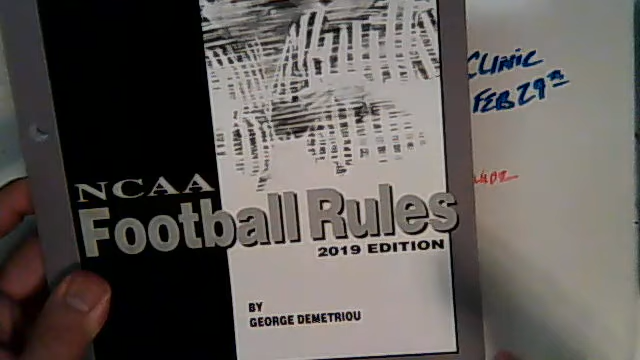 CLINIC
FEB 29th
NCAA
Football Rules
2019 EDITION
BY
GEORGE DEMETRIOU